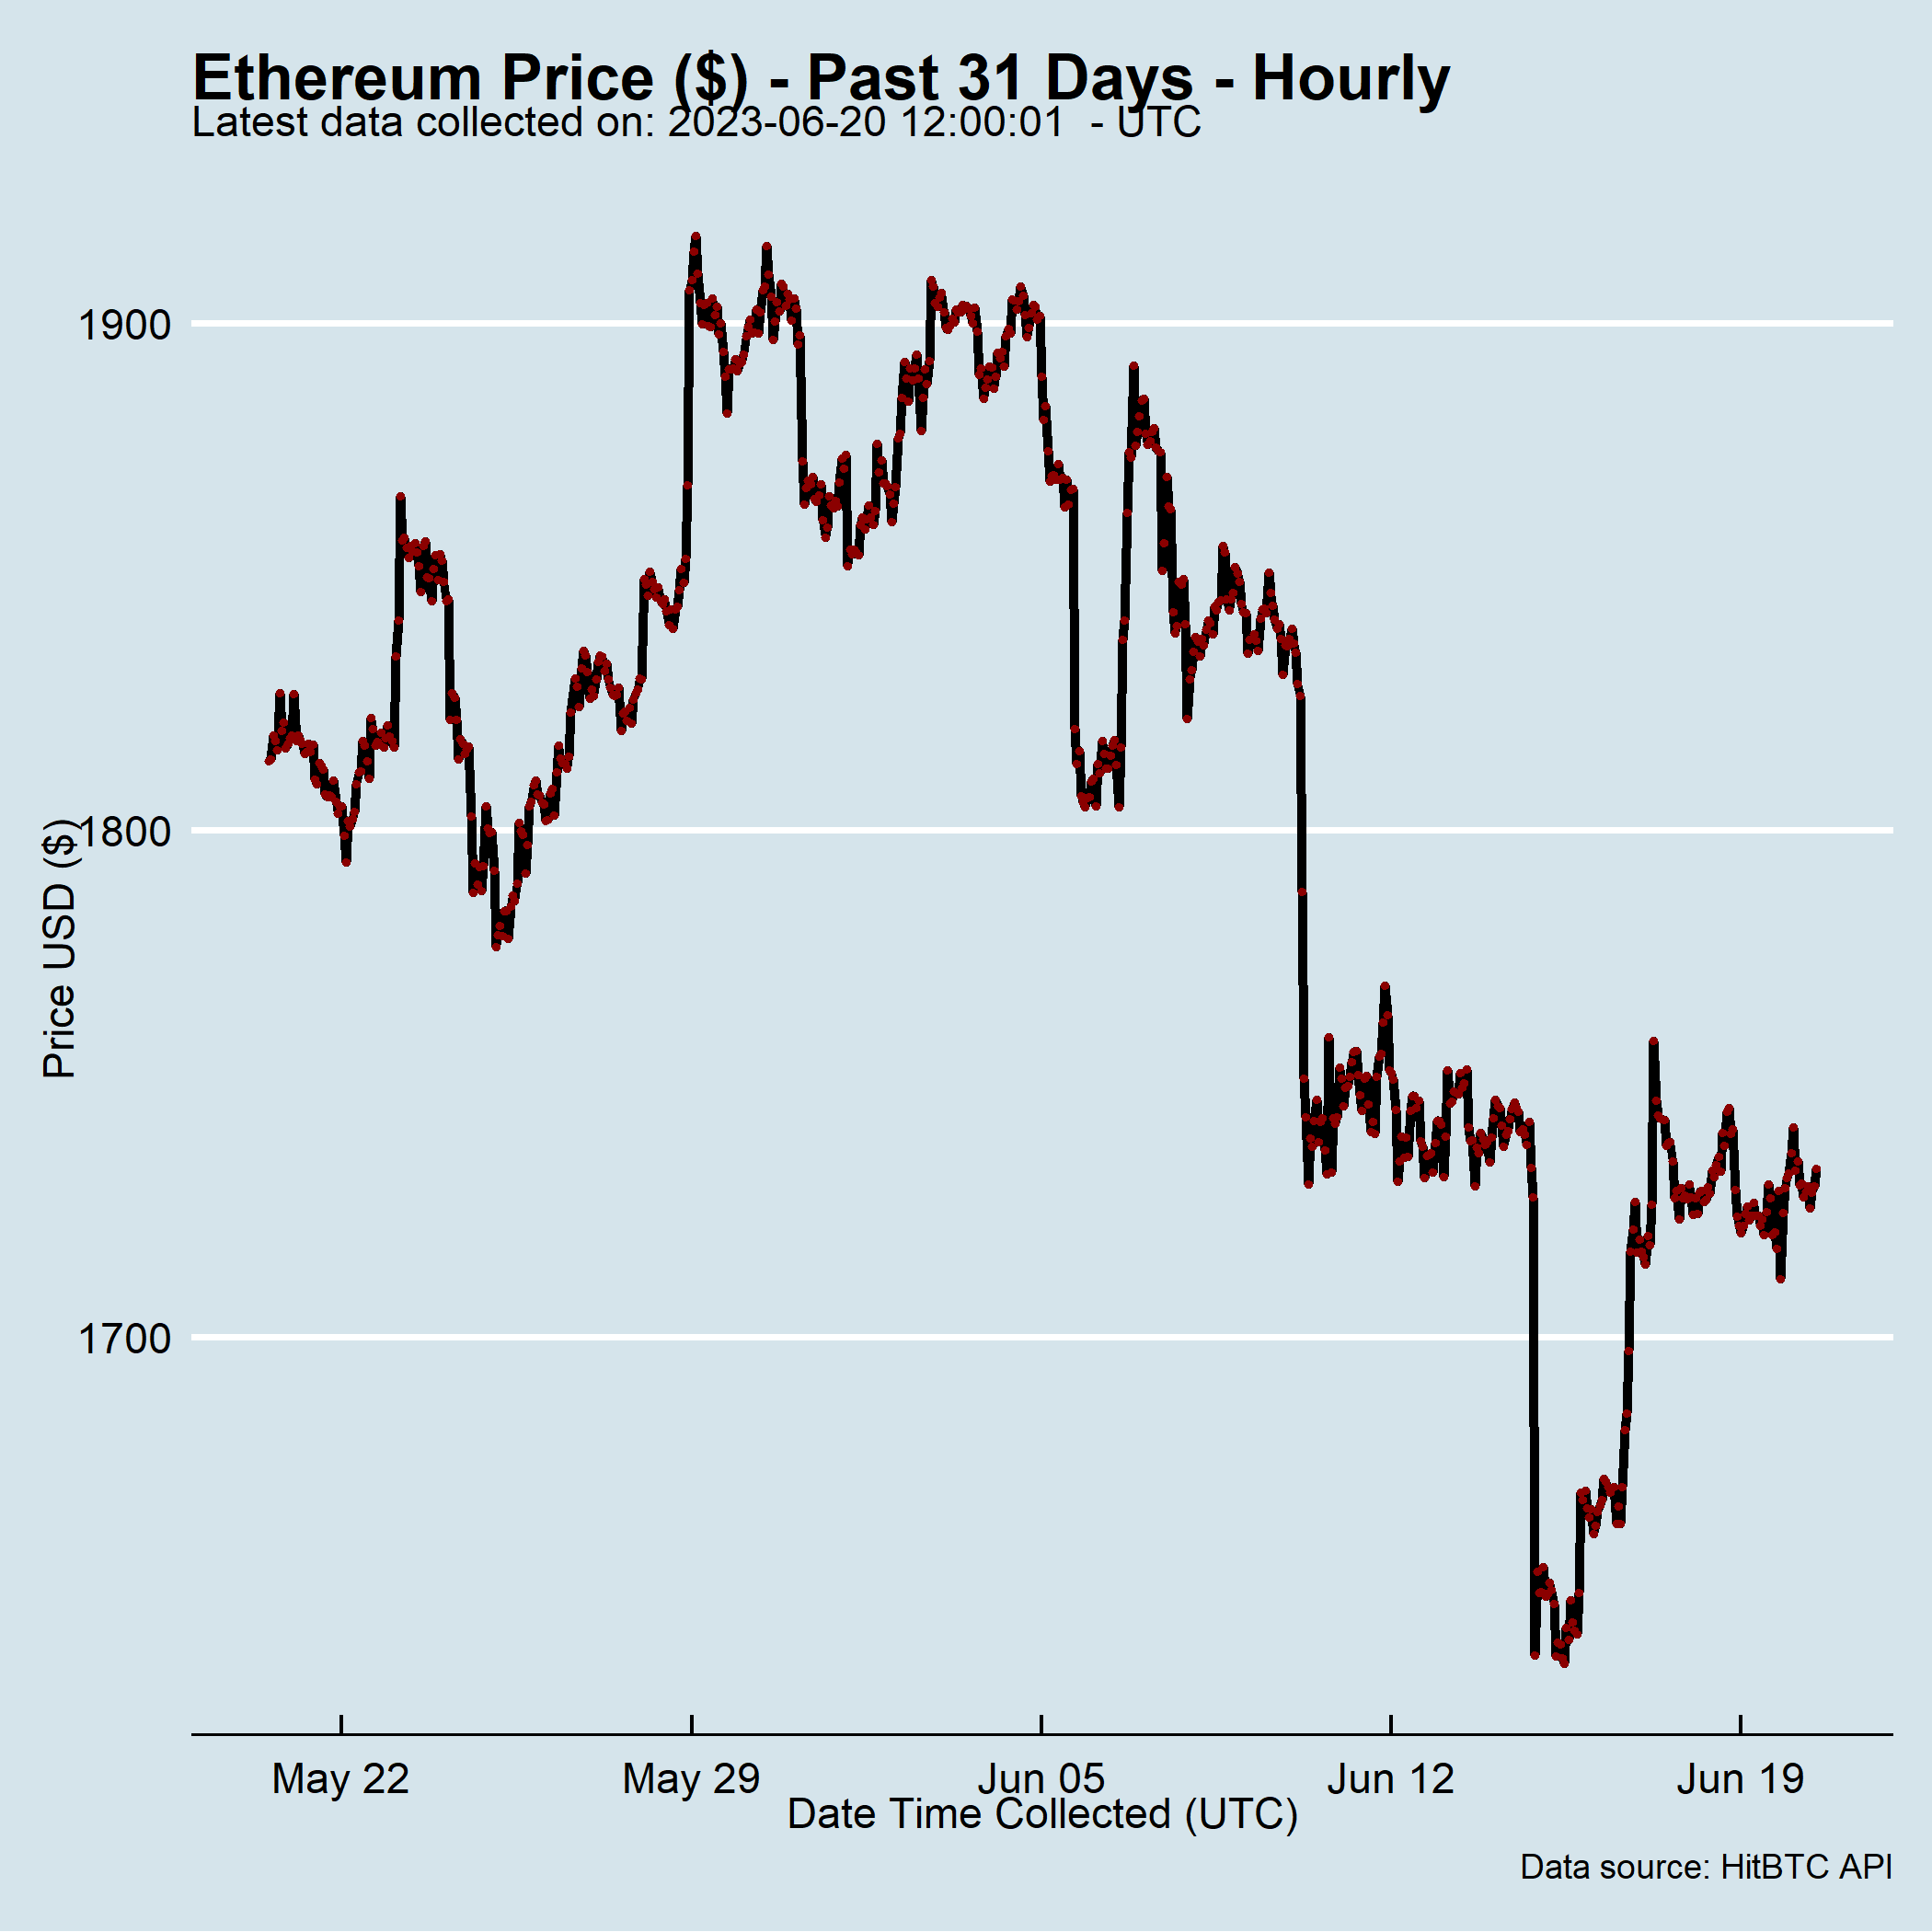 Ethereum Price ($) - Past 31 Days - Hourly
Latest data collected on: 2023-06-20 12:00:01  - UTC
1900
1800
1700
Price USD ($)
May 22
May 29
Jun 05
Jun 12
Jun 19
Date Time Collected (UTC)
Data source: HitBTC API